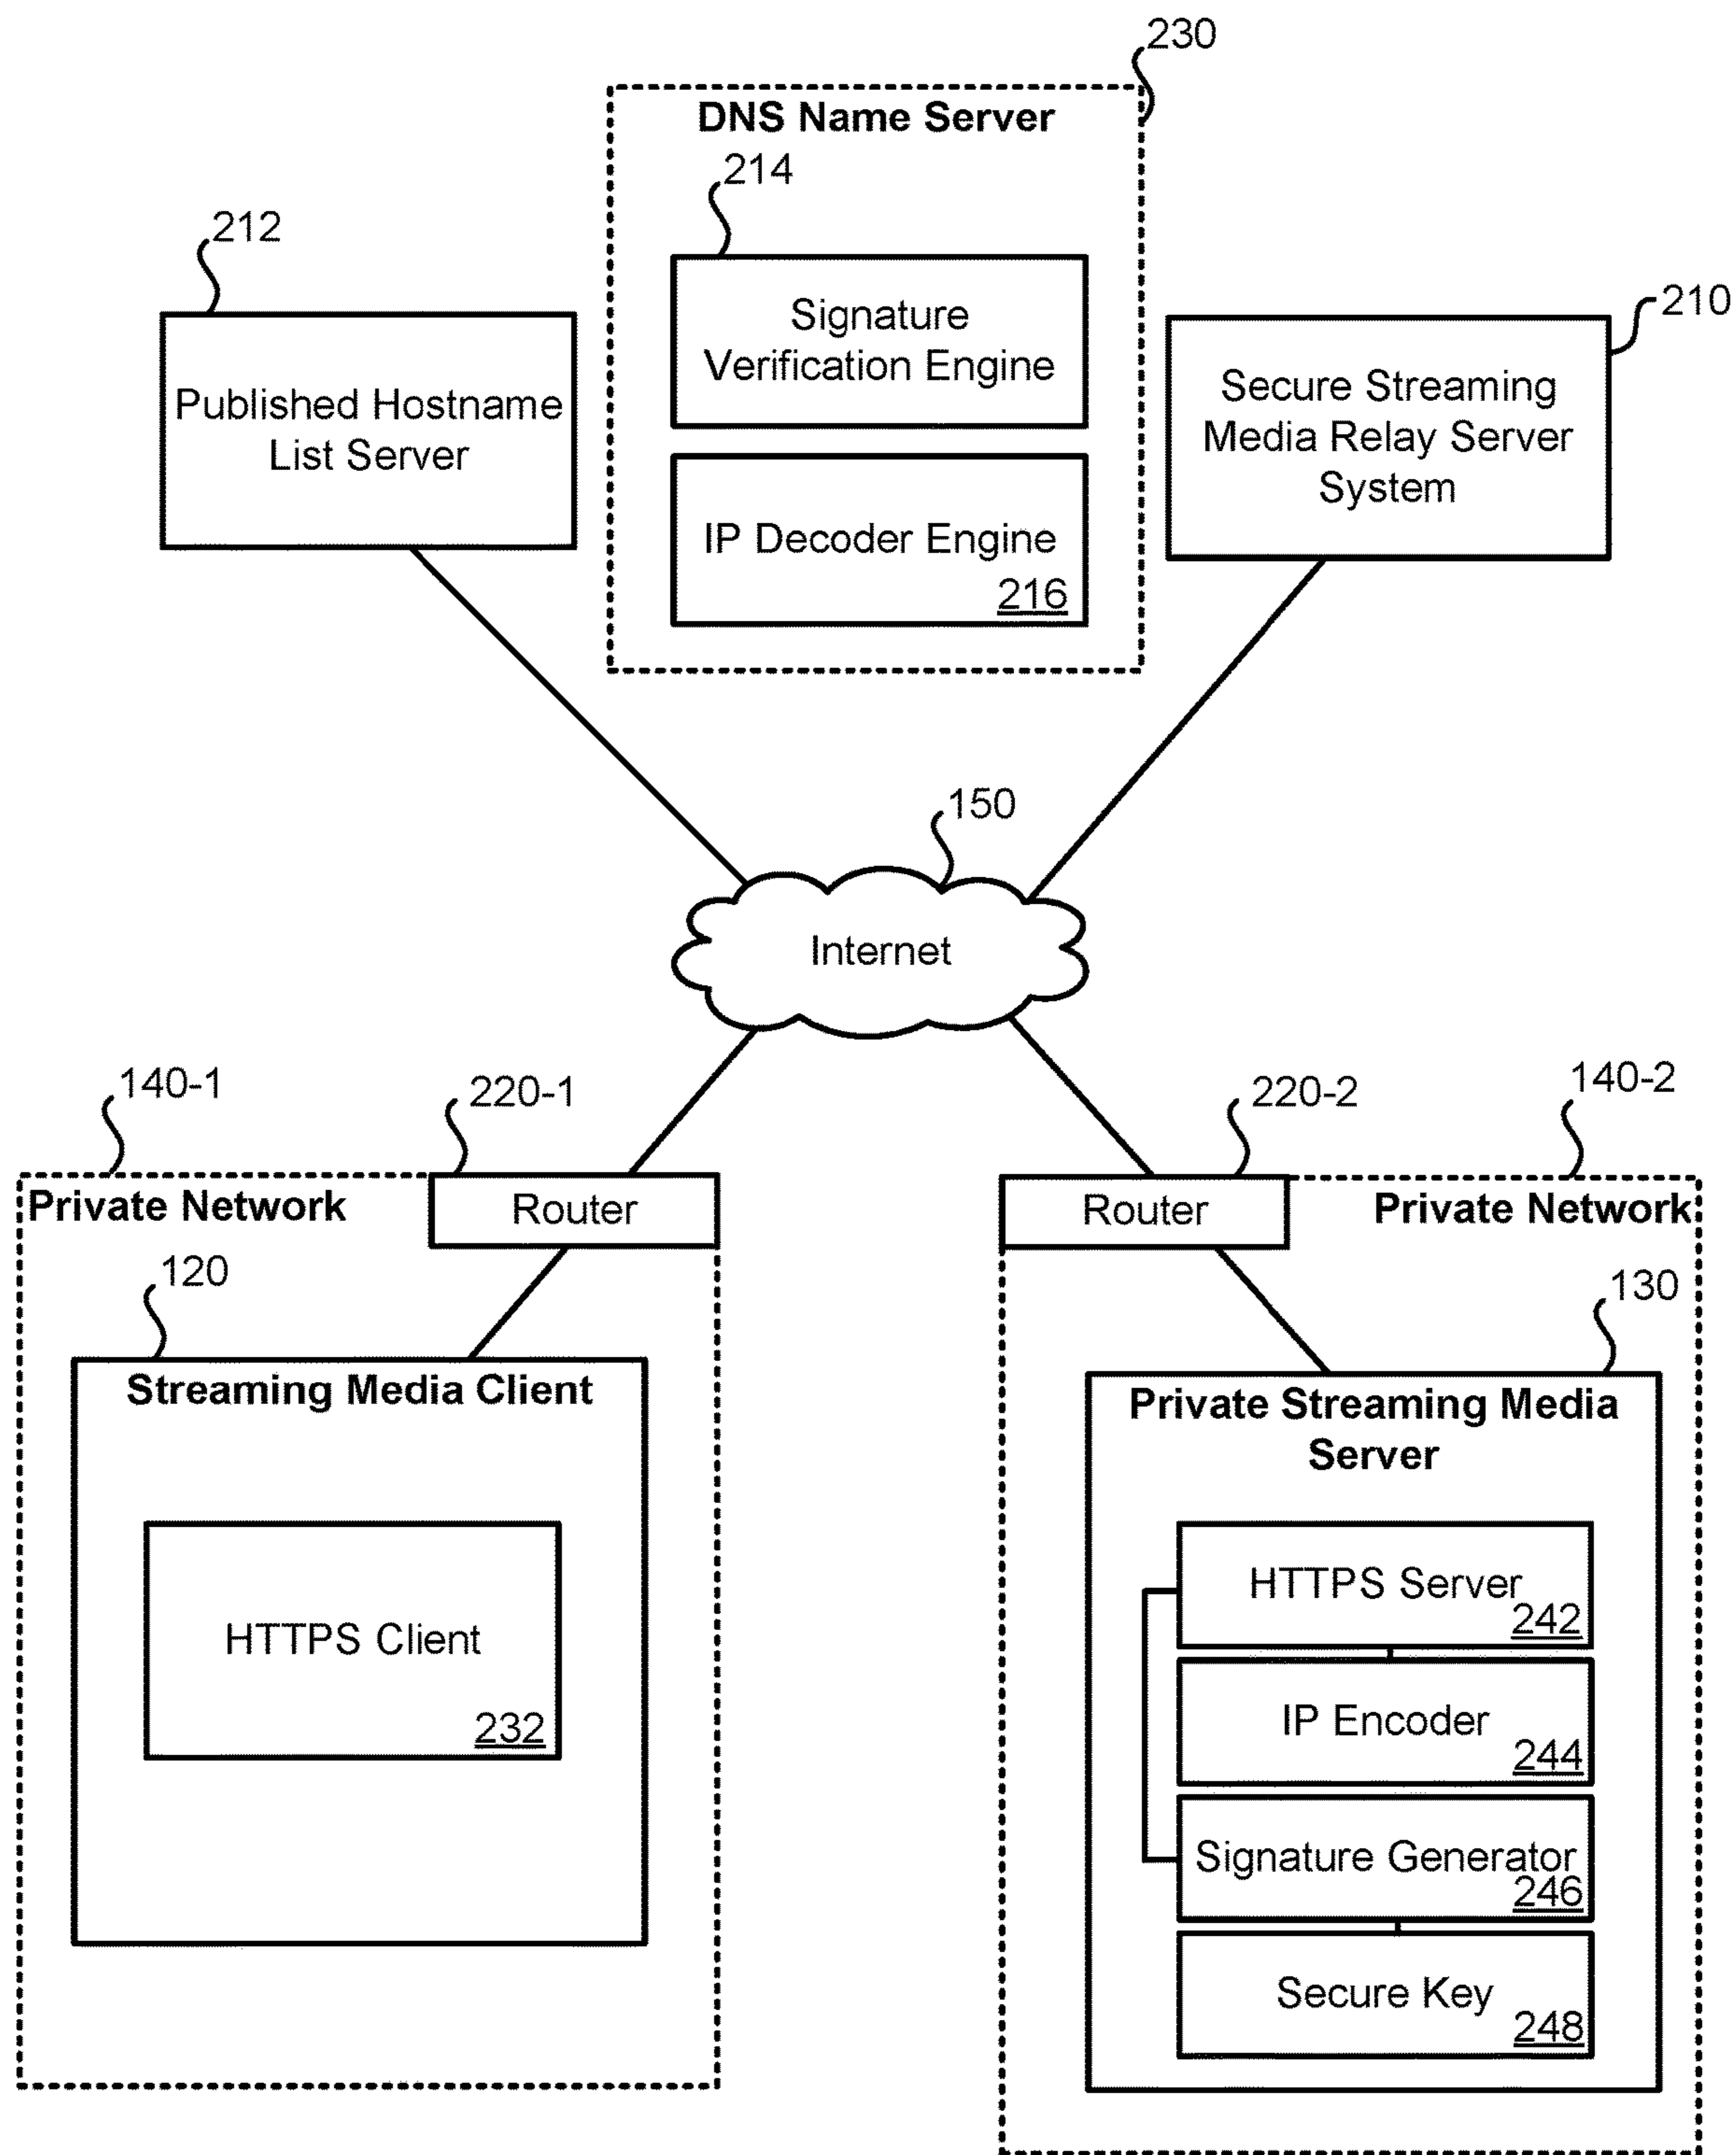 230
DNS Name Server
214
212
Signature
Verification Engine
210
Published Hostname
List Server
Secure Streaming
Media Relay Server
System
IP Decoder Engine
216
150
Internet
140-1
220-1
220-2
140-2
Private Network
Router
Router
Private Network
120
130
Streaming Media Client
Private Streaming Media
Server
HTTPS Client
232
HTTPS Server
242
IP Encoder
244
Signature Generator
246
Secure Key
248